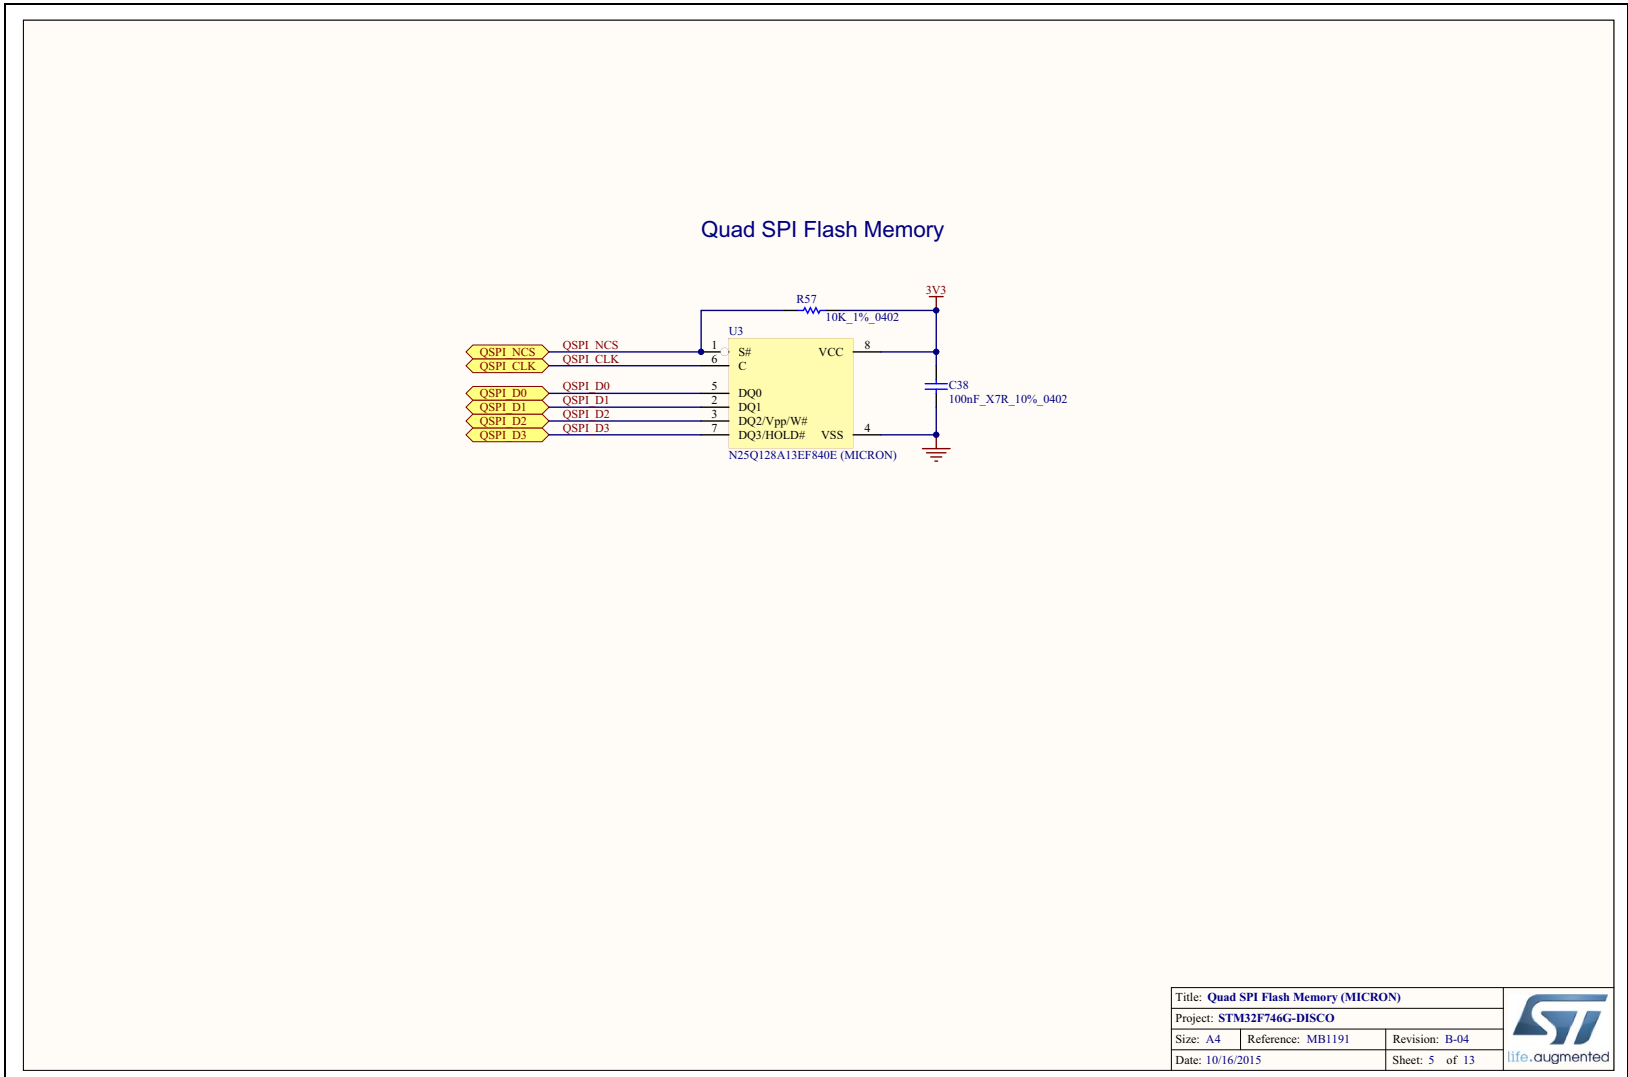 Quad SPI Flash Memory
3V3
R57
10K_1%_0402
U3
QSPI_NCS QSPI_NCS 1 S# VCC 8
QSPI_CLK QSPI_CLK 6 C
C38
100nF_X7R_10%_0402
QSPI_D0 QSPI_D0 5 DQ0
QSPI_D1 QSPI_D1 2 DQ1
QSPI_D2 QSPI_D2 3 DQ2/Vpp/W#
QSPI_D3 QSPI_D3 7 DQ3/HOLD# VSS 4
N25Q128A13EF840E (MICRON)
Title: Quad SPI Flash Memory (MICRON)
Project: STM32F746G-DISCO
Size: A4 Reference: MB1191 Revision: B-04
Date: 10/16/2015 Sheet: 5 of 13
ST
life.augmented